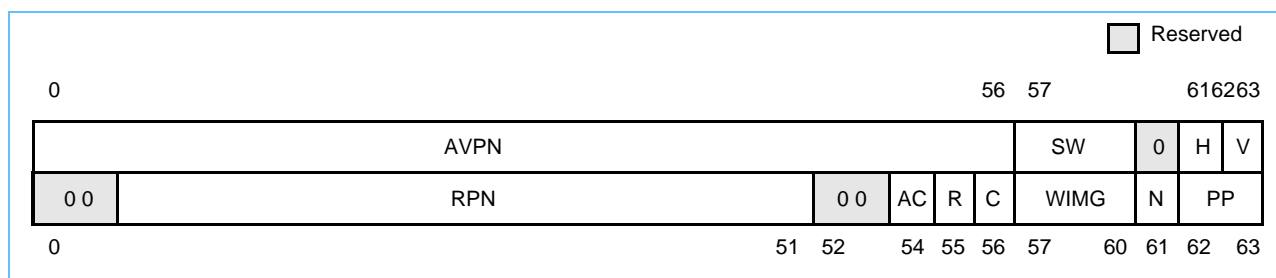 Reserved
0 56 57 616263
AVPN SW 0 H V
0 0 RPN 0 0 AC R C WIMG N PP
0 51 52 54 55 56 57 60 61 62 63